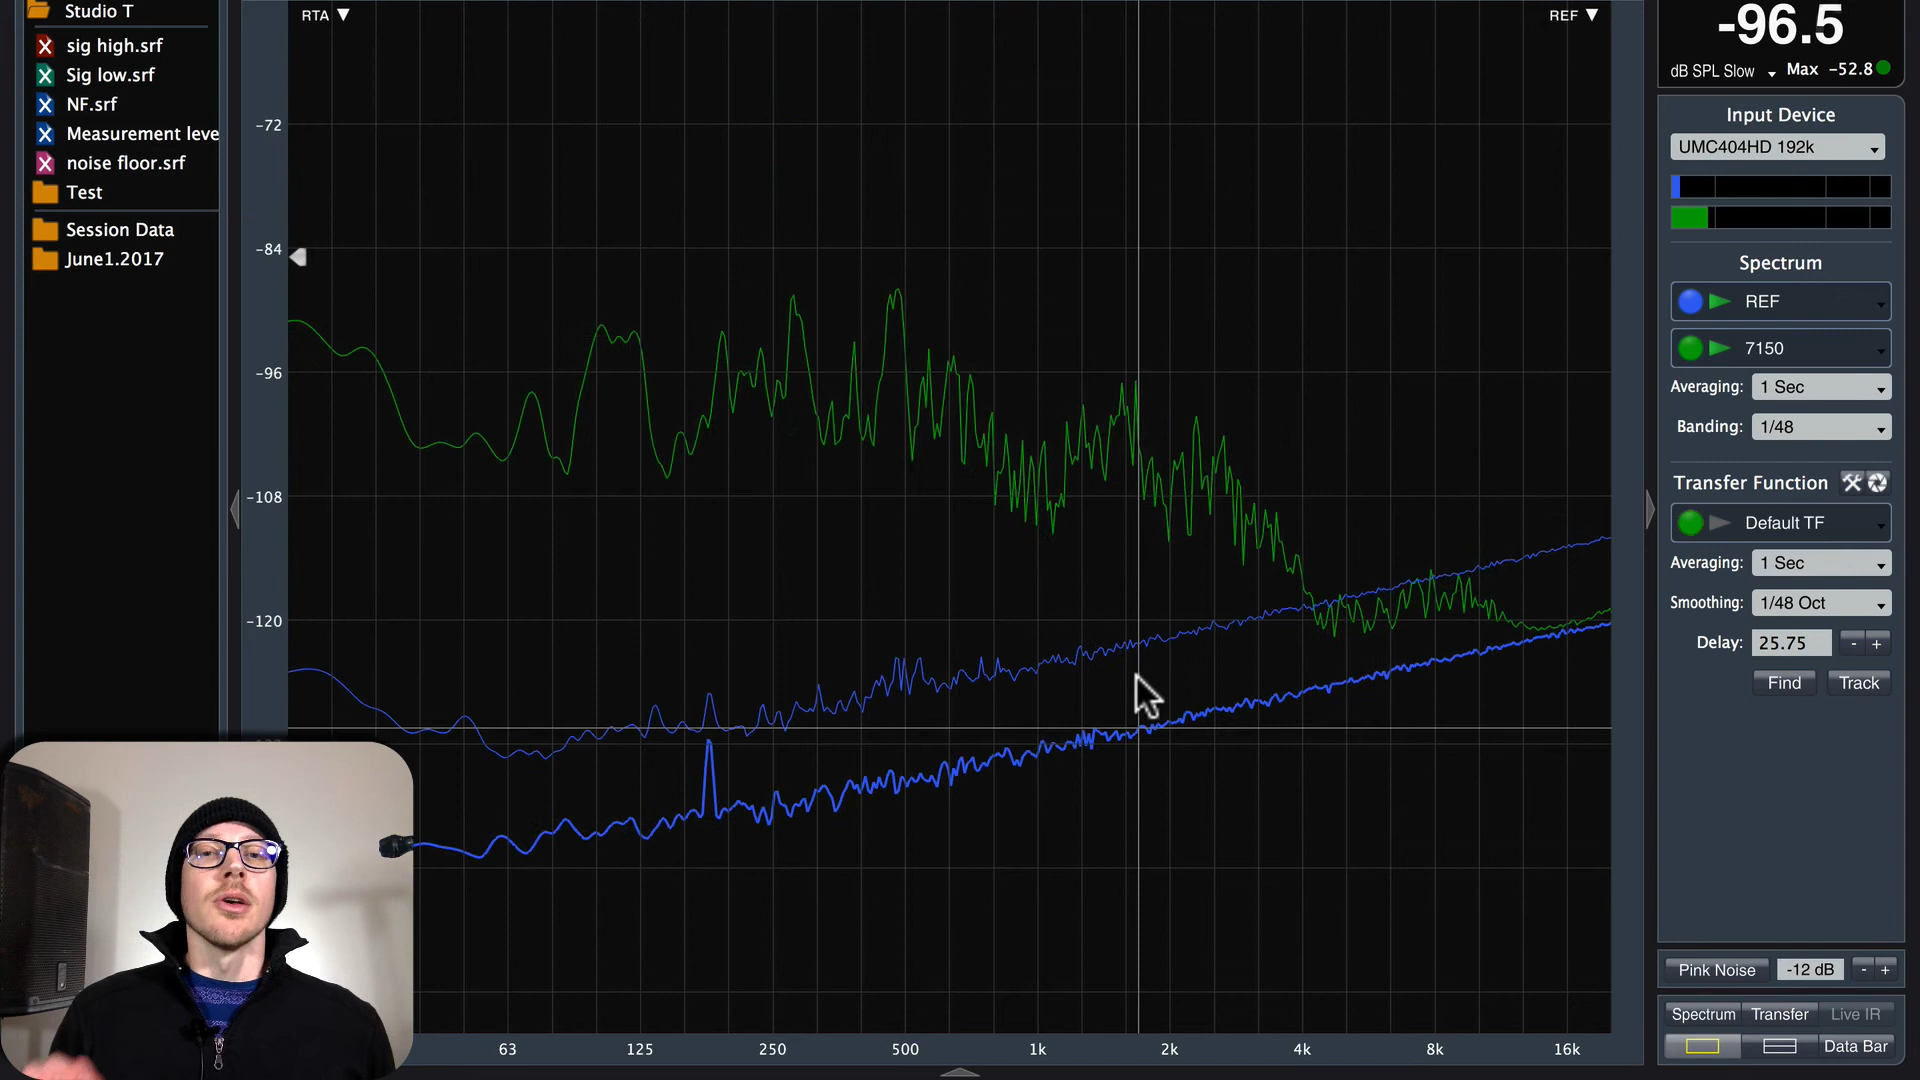 Studio T
sig high.srf
Sig low.srf
NF.srf
Measurement leve
noise floor.srf
Test
Session Data
June1.2017
RTA
REF
-72
-84
-96
-108
-120
63
125
250
500
1k
2k
4k
8k
16k
-96.5
dB SPL Slow
Max -52.8
Input Device
UMC404HD 192k
Spectrum
REF
7150
Averaging: 1 Sec
Banding: 1/48
Transfer Function
Default TF
Averaging: 1 Sec
Smoothing: 1/48 Oct
Delay: 25.75 - +
Find Track
Pink Noise -12 dB - +
Spectrum Transfer Live IR
Data Bar